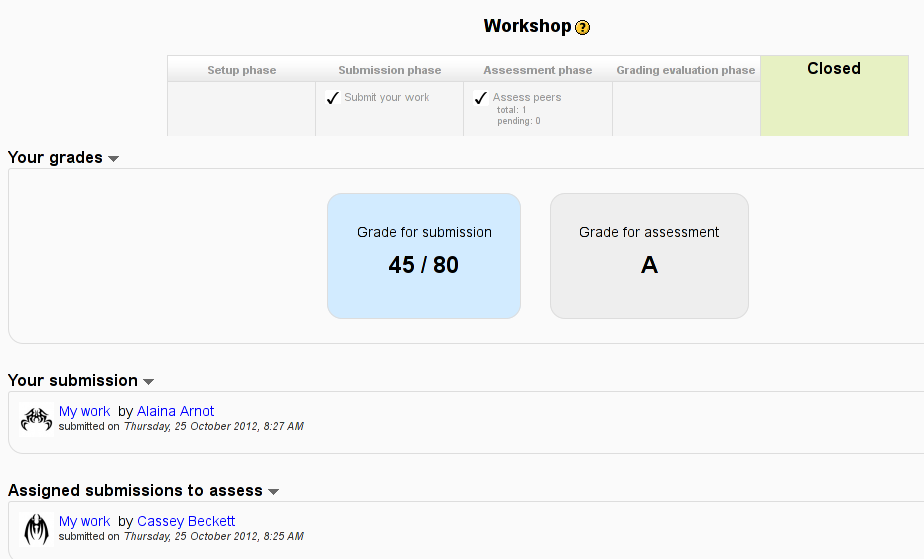 Workshop ?
Setup phase Submission phase Assessment phase Grading evaluation phase Closed
Submit your work Assess peers
total: 1
pending: 0
Your grades
Grade for submission Grade for assessment
45 / 80 A
Your submission
My work by Alaina Arnot
submitted on Thursday, 25 October 2012, 8:27 AM
Assigned submissions to assess
My work by Cassey Beckett
submitted on Thursday, 25 October 2012, 8:25 AM